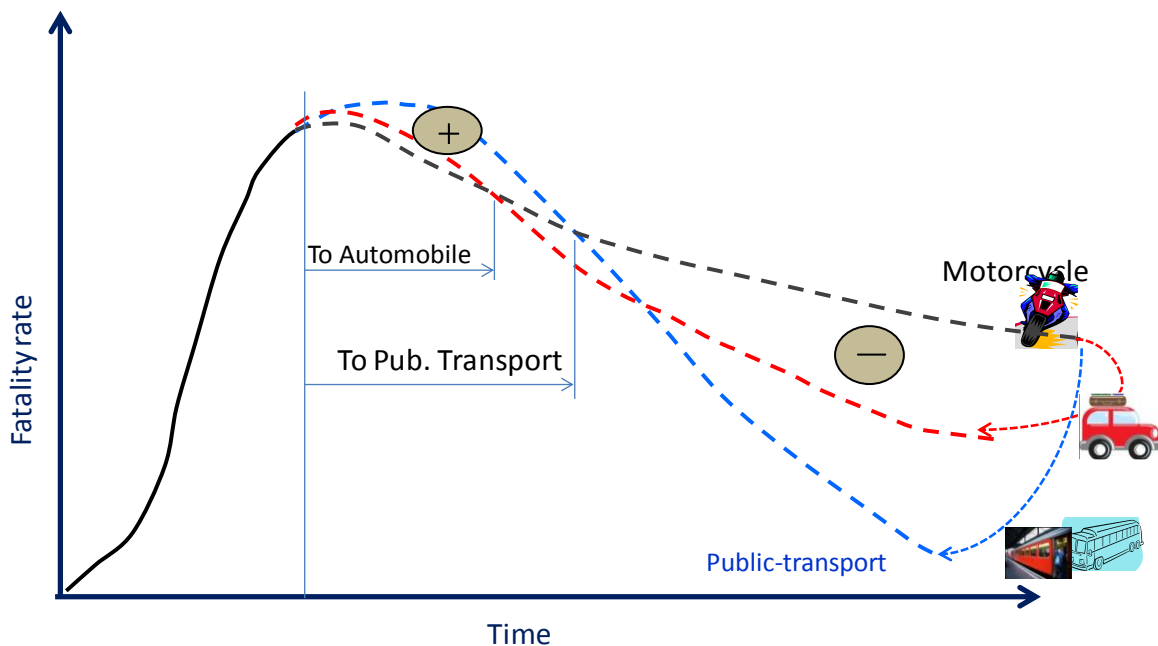 +
To Automobile
Motorcycle
−
To Pub. Transport
Fatality rate
Public-transport
Time